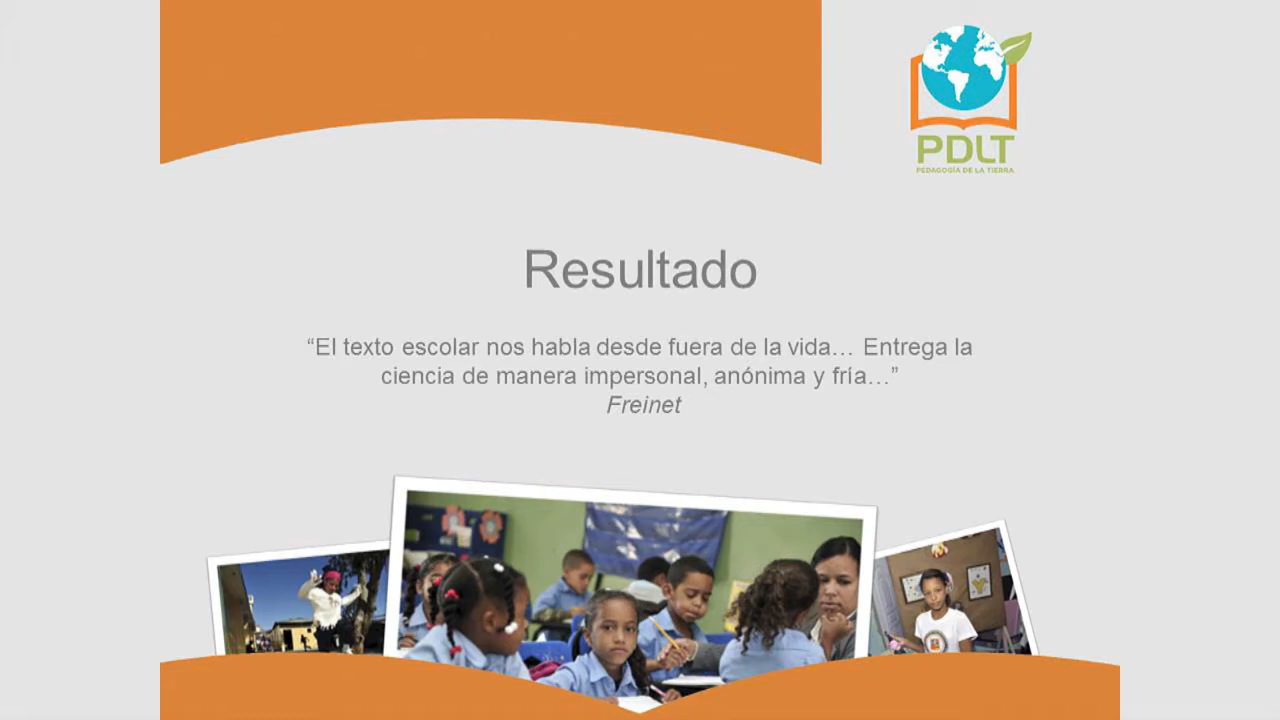 PDLT
PEDAGOGÍA DE LA TIERRA
Resultado
“El texto escolar nos habla desde fuera de la vida… Entrega la
ciencia de manera impersonal, anónima y fría…”
Freinet